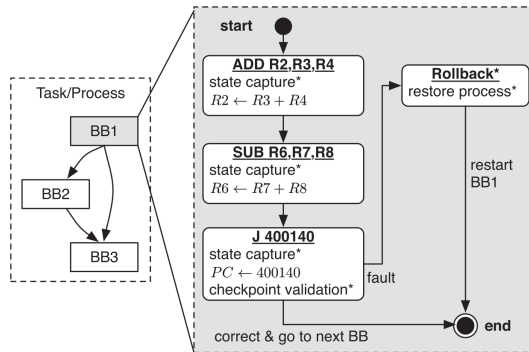 Task/Process
BB1
BB2
BB3
start
ADD R2,R3,R4
state capture*
R2 ← R3 + R4
SUB R6,R7,R8
state capture*
R6 ← R7 + R8
J 400140
state capture*
PC ← 400140
checkpoint validation*
Rollback*
restore process*
fault
restart
BB1
correct & go to next BB
end